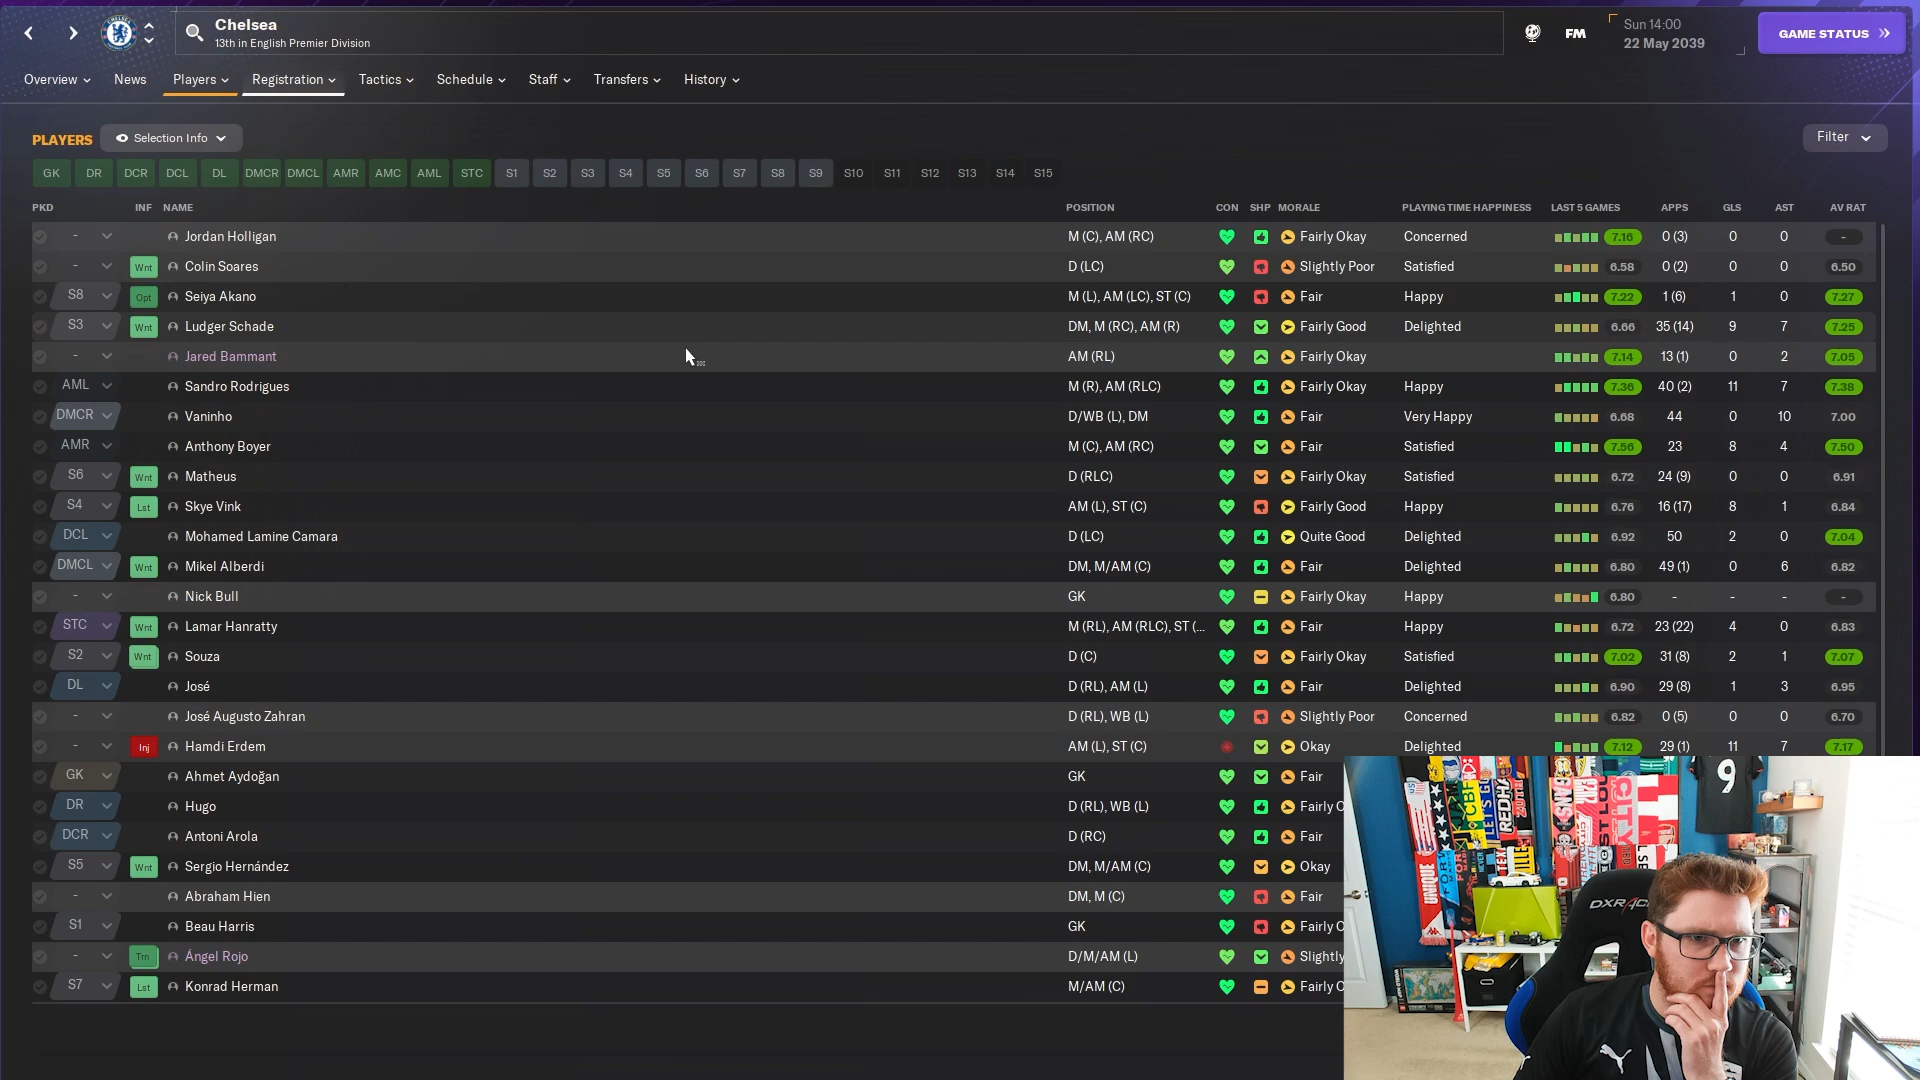 Chelsea
13th in English Premier Division
FM
Sun 14:00
22 May 2039
GAME STATUS
Overview News Players Registration Tactics Schedule Staff Transfers History
PLAYERS Selection Info Filter
GK DR DCR DCL DL DMCR DMCL AMR AMC AML STC S1 S2 S3 S4 S5 S6 S7 S8 S9 S10 S11 S12 S13 S14 S15
PKD INF NAME POSITION CON SHP MORALE PLAYING TIME HAPPINESS LAST 5 GAMES APPS GLS AST AV RAT
- Jordan Holligan M (C), AM (RC) Fairly Okay Concerned 7.16 0 (3) 0 0 -
- Wnt Colin Soares D (LC) Slightly Poor Satisfied 6.58 0 (2) 0 0 6.50
S8 Opt Seiya Akano M (L), AM (LC), ST (C) Fair Happy 7.22 1 (6) 1 0 7.27
S3 Wnt Ludger Schade DM, M (RC), AM (R) Fairly Good Delighted 6.66 35 (14) 9 7 7.25
- Jared Bammant AM (RL) Fairly Okay 7.14 13 (1) 0 2 7.05
AML Sandro Rodrigues M (R), AM (RLC) Fairly Okay Happy 7.36 40 (2) 11 7 7.38
DMCR Vaninho D/WB (L), DM Fair Very Happy 6.68 44 0 10 7.00
AMR Anthony Boyer M (C), AM (RC) Fair Satisfied 7.56 23 8 4 7.50
S6 Wnt Matheus D (RLC) Fairly Okay Satisfied 6.72 24 (9) 0 0 6.91
S4 Lst Skye Vink AM (L), ST (C) Fairly Good Happy 6.76 16 (17) 8 1 6.84
DCL Mohamed Lamine Camara D (LC) Quite Good Delighted 6.92 50 2 0 7.04
DMCL Wnt Mikel Alberdi DM, M/AM (C) Fair Delighted 6.80 49 (1) 0 6 6.82
- Nick Bull GK Fairly Okay Happy 6.80 - - - -
STC Wnt Lamar Hanratty M (RL), AM (RLC), ST (... Fair Happy 6.72 23 (22) 4 0 6.83
S2 Wnt Souza D (C) Fairly Okay Satisfied 7.02 31 (8) 2 1 7.07
DL José D (RL), AM (L) Fair Delighted 6.90 29 (8) 1 3 6.95
- José Augusto Zahran D (RL), WB (L) Slightly Poor Concerned 6.82 0 (5) 0 0 6.70
- Inj Hamdi Erdem AM (L), ST (C) Okay Delighted 7.12 29 (1) 11 7 7.17
GK Ahmet Aydoğan GK Fair
DR Hugo D (RL), WB (L) Fairly O
DCR Antoni Arola D (RC) Fair
S5 Wnt Sergio Hernández DM, M/AM (C) Okay
- Abraham Hien DM, M (C) Fair
S1 Beau Harris GK Fairly O
- Trn Ángel Rojo D/M/AM (L) Slightly
S7 Lst Konrad Herman M/AM (C) Fairly O
9
UNIQUE
CBF
DXRAC